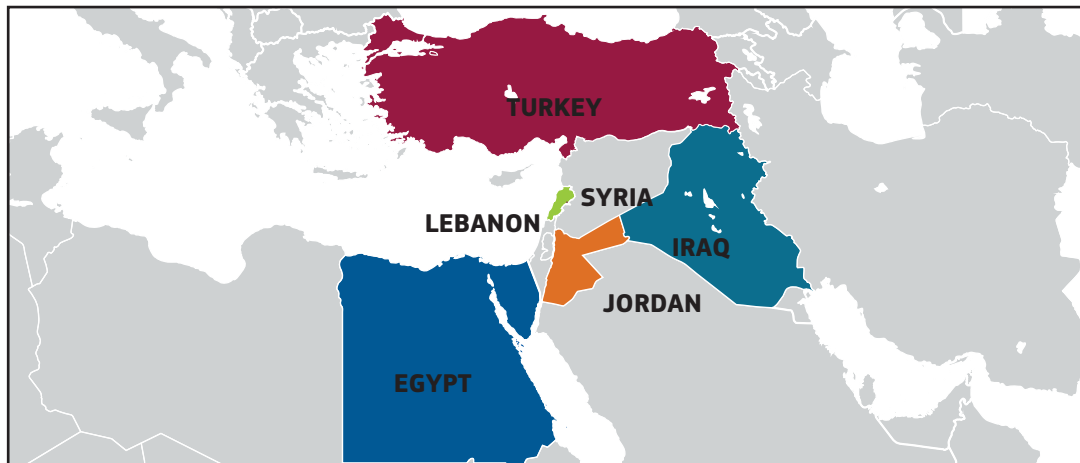 TURKEY
SYRIA
LEBANON
IRAQ
JORDAN
EGYPT